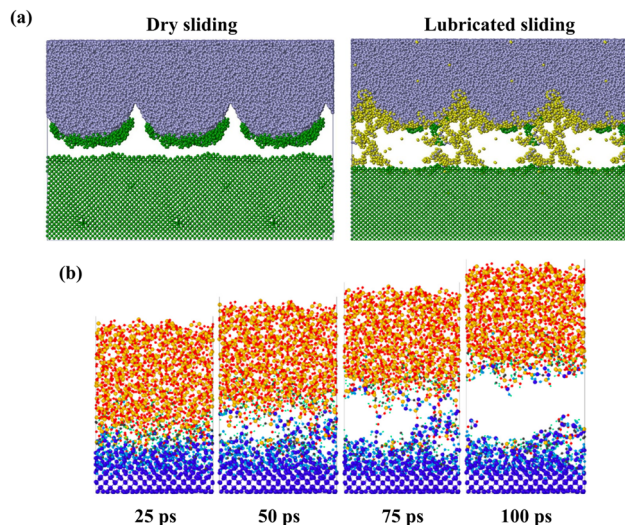 (a)
Dry sliding
Lubricated sliding
(b)
25 ps
50 ps
75 ps
100 ps